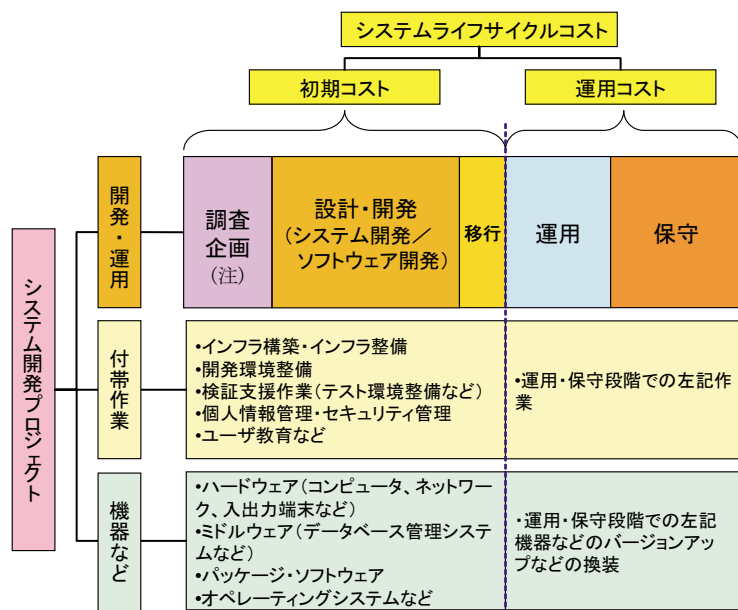 システムライフサイクルコスト
初期コスト
運用コスト
システム開発プロジェクト
開発・運用
調査
企画
(注)
設計・開発
(システム開発／
ソフトウェア開発)
移行
運用
保守
付帯作業
•インフラ構築・インフラ整備
•開発環境整備
•検証支援作業(テスト環境整備など)
•個人情報管理・セキュリティ管理
•ユーザ教育など
•運用・保守段階での左記作
業
機器など
•ハードウェア(コンピュータ、ネットワー
ク、入出力端末など)
•ミドルウェア(データベース管理システ
ムなど)
•パッケージ・ソフトウェア
•オペレーティングシステムなど
・運用・保守段階での左記
機器などのバージョンアッ
プなどの換装